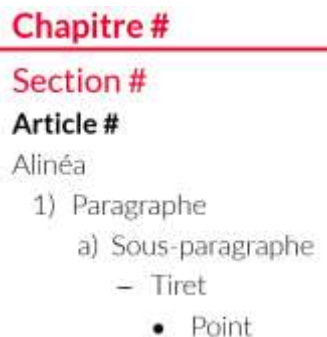 Chapitre #
Section #
Article #
Alinéa
1) Paragraphe
a) Sous-paragraphe
– Tiret
• Point